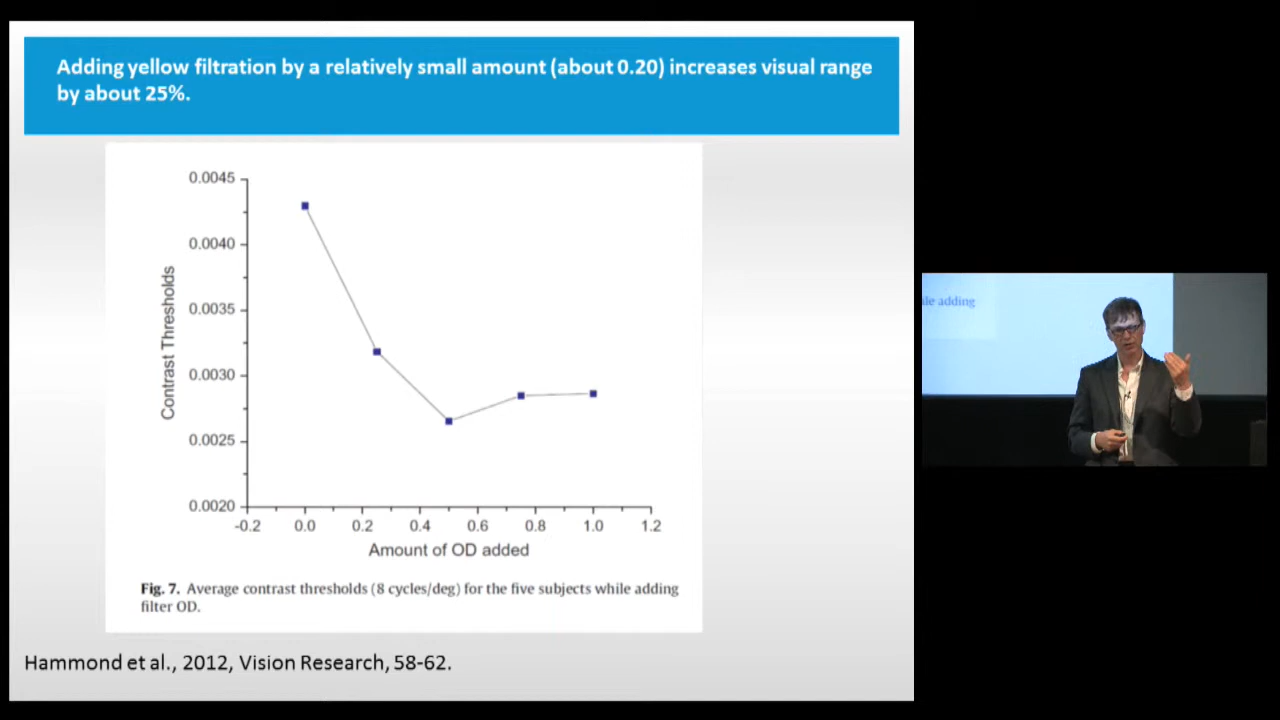 Adding yellow filtration by a relatively small amount (about 0.20) increases visual range
by about 25%.
0.0045
0.0040
0.0035
0.0030
0.0025
0.0020
Contrast Thresholds
-0.2 0.0 0.2 0.4 0.6 0.8 1.0 1.2
Amount of OD added
Fig. 7. Average contrast thresholds (8 cycles/deg) for the five subjects while adding
filter OD.
Hammond et al., 2012, Vision Research, 58-62.
adding